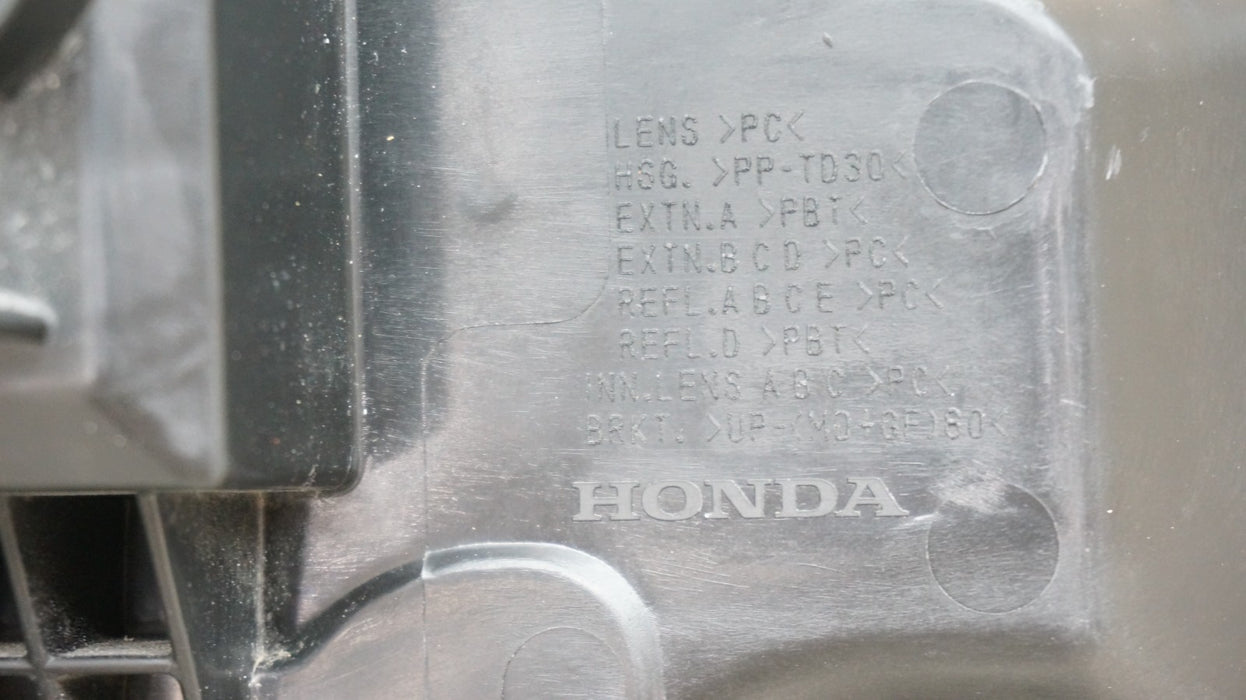 LENS >PC<
HSG. >PP-TD30<
EXTN.A >PBT<
EXTN.B C D >PC<
REFL.A B C E >PC<
REFL.D >PBT<
INN.LENS A B C >PC<
BRKT. >UP-(MD+GF)60<
HONDA